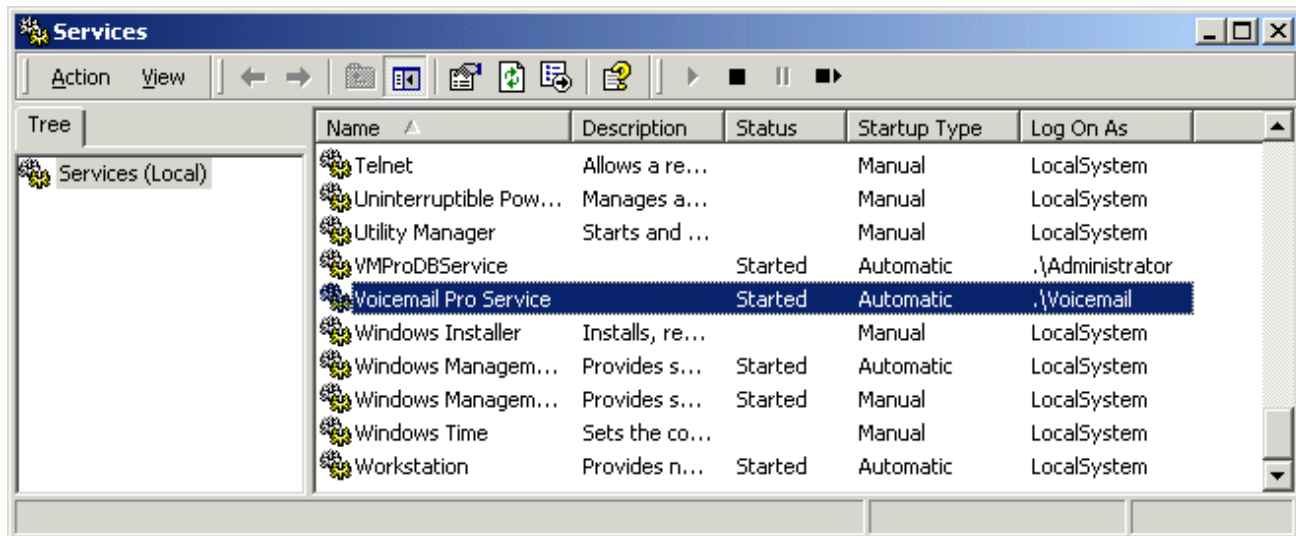 Services
Action View
Tree
Services (Local)
Name Description Status Startup Type Log On As
Telnet Allows a re... Manual LocalSystem
Uninterruptible Pow... Manages a... Manual LocalSystem
Utility Manager Starts and ... Manual LocalSystem
VMProDBService Started Automatic .\Administrator
Voicemail Pro Service Started Automatic .\Voicemail
Windows Installer Installs, re... Manual LocalSystem
Windows Managem... Provides s... Started Automatic LocalSystem
Windows Managem... Provides s... Started Manual LocalSystem
Windows Time Sets the co... Manual LocalSystem
Workstation Provides n... Started Automatic LocalSystem